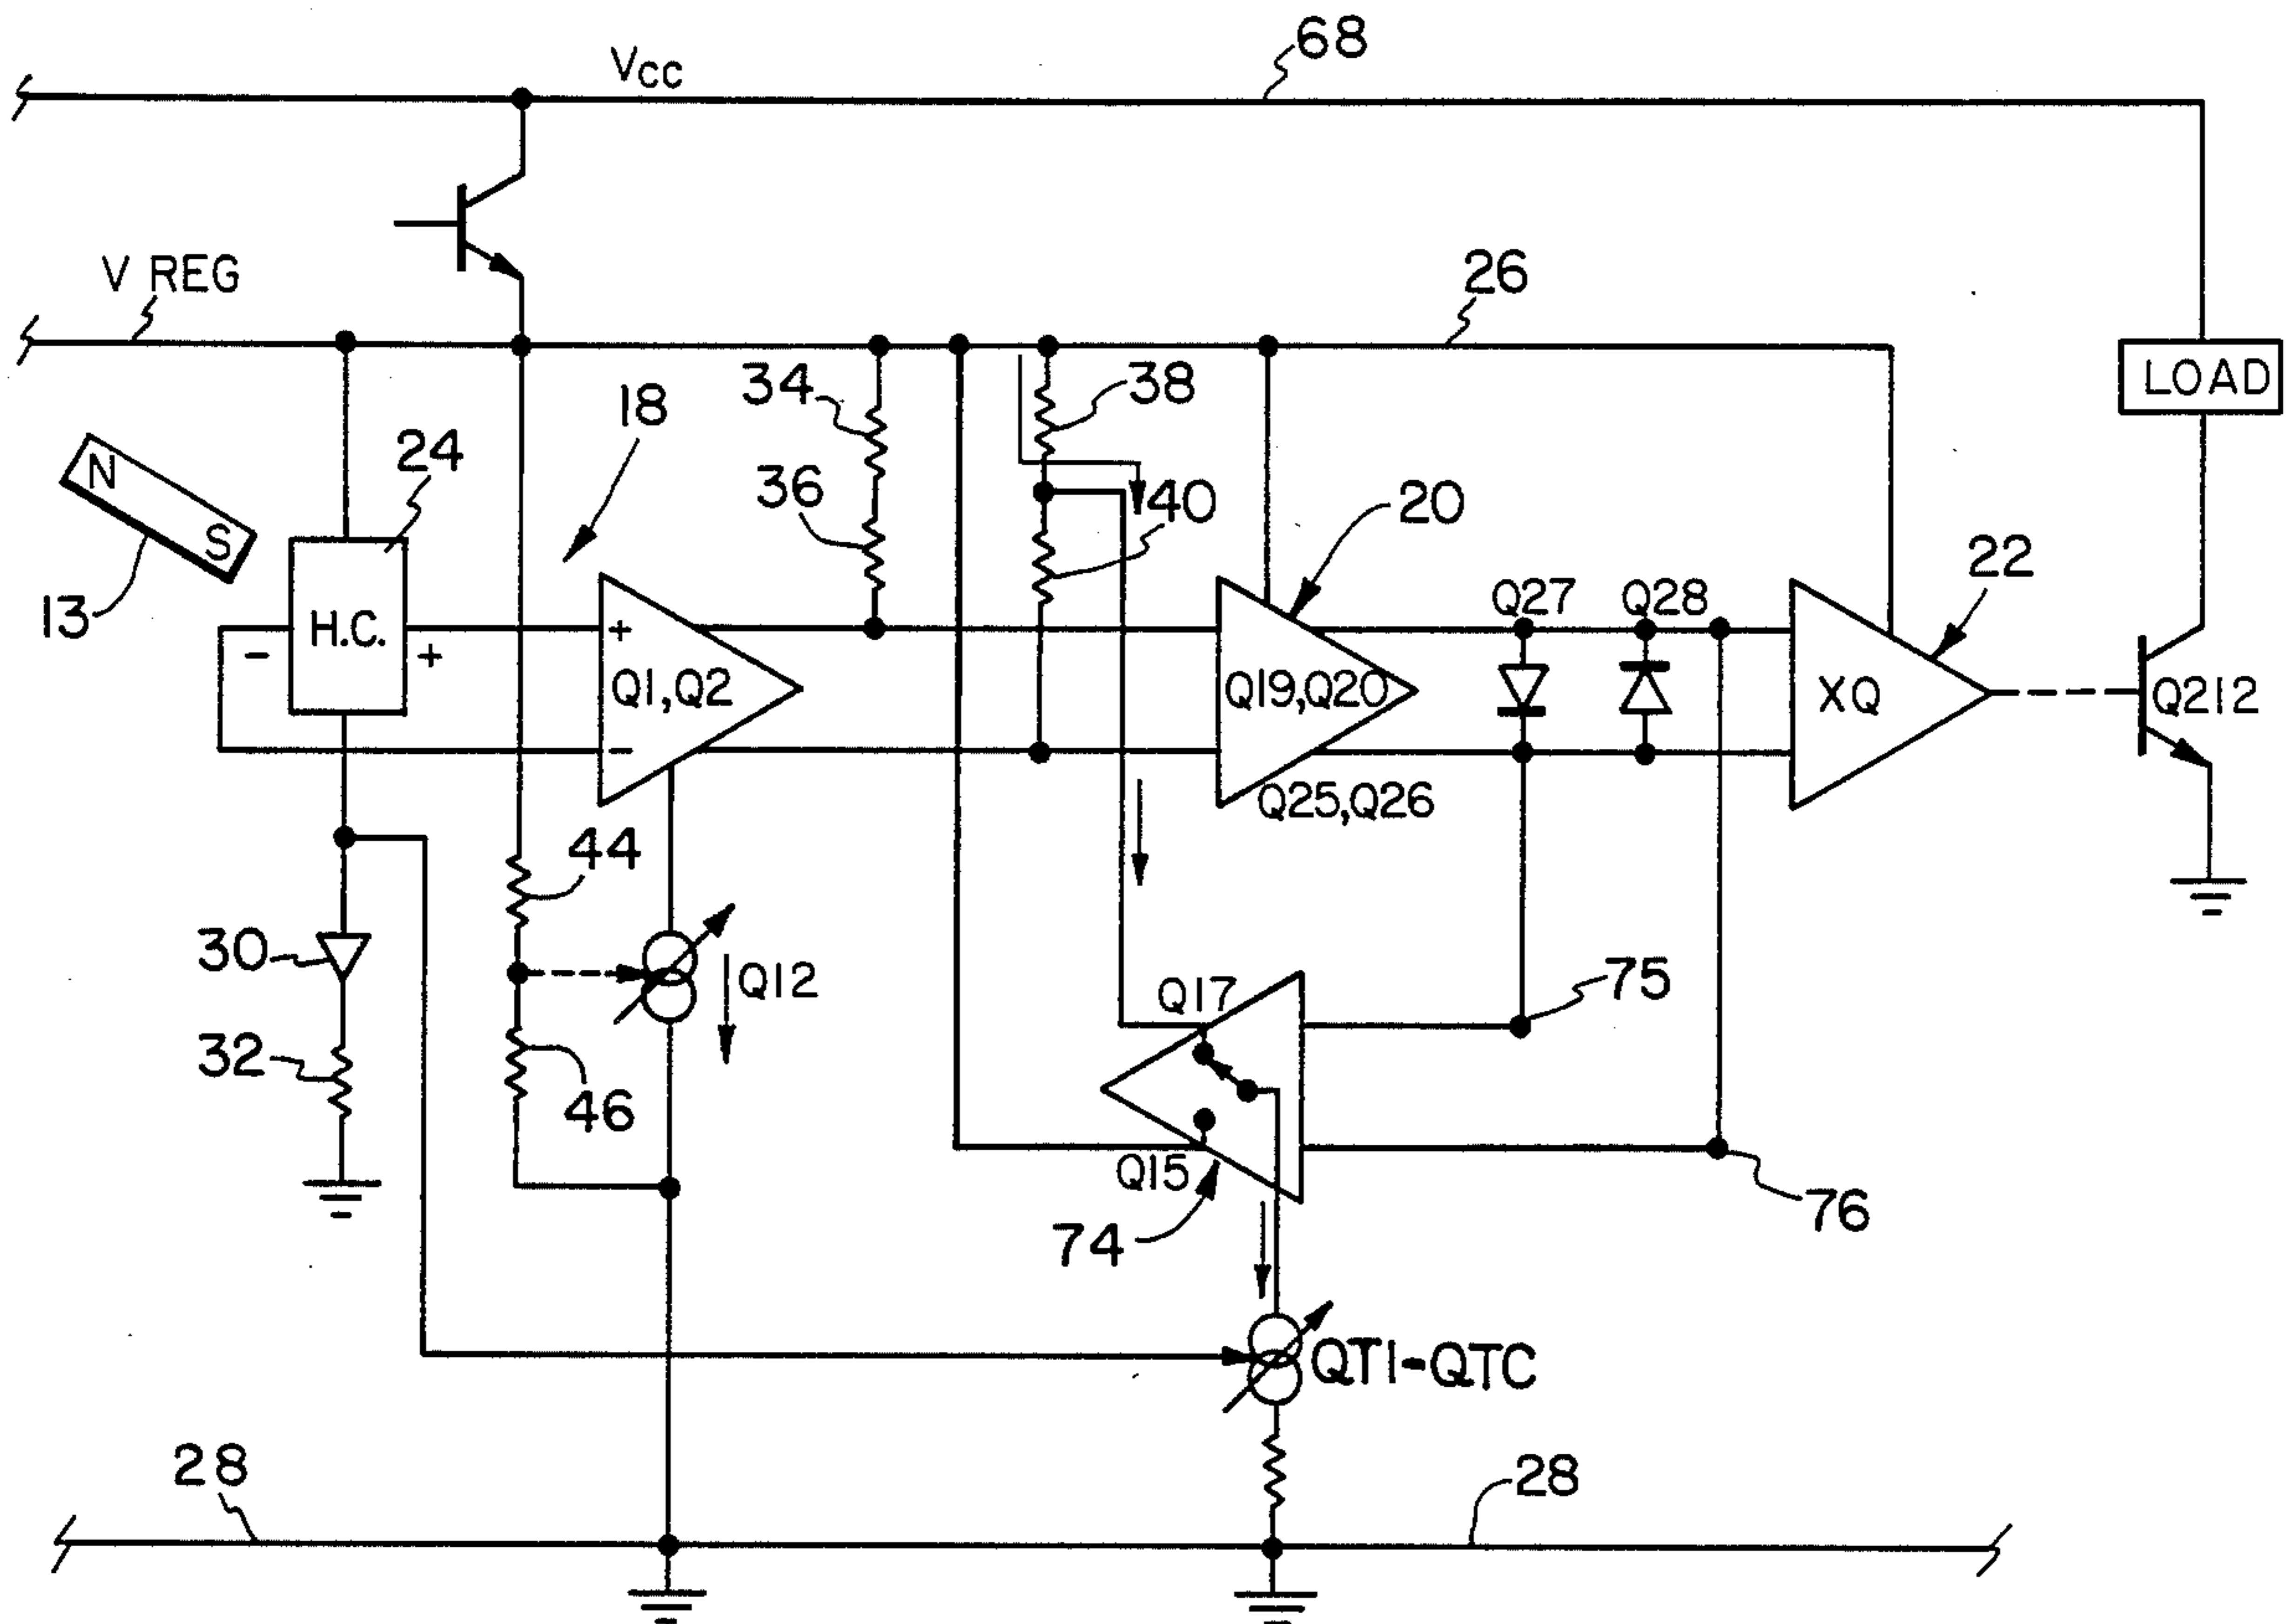 68
Vcc
V REG
26
34
38
LOAD
18
N
S
24
36
40
20
22
13
H.C.
-
+
+
-
Q1,Q2
Q19,Q20
Q25,Q26
Q27
Q28
XQ
Q212
44
30
Q12
Q17
75
32
46
Q15
74
76
QT1-QTC
28
28